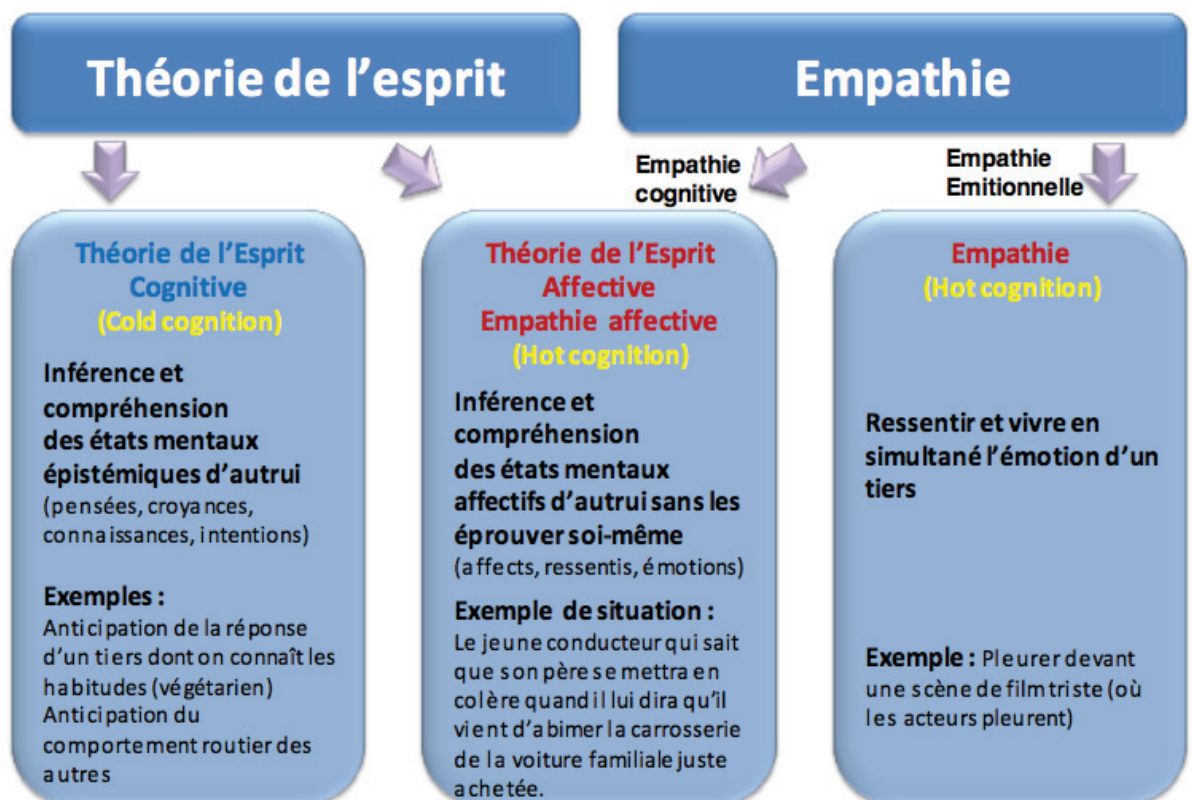 Théorie de l'esprit
Empathie
Empathie
cognitive
Empathie
Emitionnelle
Théorie de l'Esprit
Cognitive
(Cold cognition)
Inférence et
compréhension
des états mentaux
épistémiques d'autrui
(pensées, croyances,
connaissances, intentions)
Exemples :
Anticipation de la réponse
d'un tiers dont on connaît les
habitudes (végétarien)
Anticipation du
comportement routier des
autres
Théorie de l'Esprit
Affective
Empathie affective
(Hot cognition)
Inférence et
compréhension
des états mentaux
affectifs d'autrui sans les
éprouver soi-même
(affects, ressentis, émotions)
Exemple de situation :
Le jeune conducteur qui sait
que son père se mettra en
colère quand il lui dira qu'il
vient d'abimer la carrosserie
de la voiture familiale juste
achetée.
Empathie
(Hot cognition)
Ressentir et vivre en
simultané l'émotion d'un
tiers
Exemple : Pleurer devant
une scène de film triste (où
les acteurs pleurent)